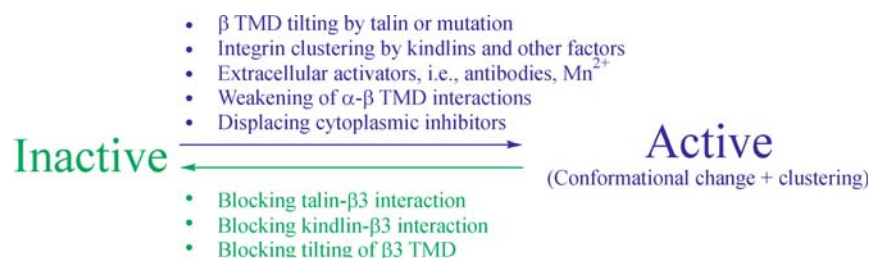 • β TMD tilting by talin or mutation
• Integrin clustering by kindlins and other factors
• Extracellular activators, i.e., antibodies, Mn²⁺
• Weakening of α-β TMD interactions
• Displacing cytoplasmic inhibitors
Inactive
Active
(Conformational change + clustering)
• Blocking talin-β3 interaction
• Blocking kindlin-β3 interaction
• Blocking tilting of β3 TMD